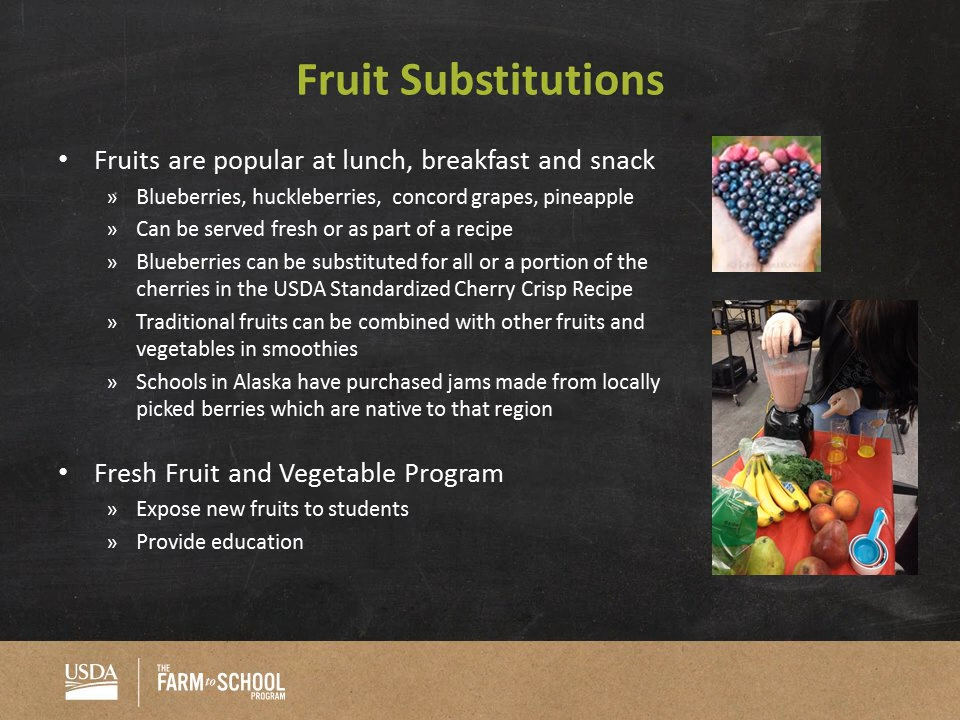 Fruit Substitutions
• Fruits are popular at lunch, breakfast and snack
» Blueberries, huckleberries, concord grapes, pineapple
» Can be served fresh or as part of a recipe
» Blueberries can be substituted for all or a portion of the
cherries in the USDA Standardized Cherry Crisp Recipe
» Traditional fruits can be combined with other fruits and
vegetables in smoothies
» Schools in Alaska have purchased jams made from locally
picked berries which are native to that region
• Fresh Fruit and Vegetable Program
» Expose new fruits to students
» Provide education
USDA
THE
FARM to SCHOOL
PROGRAM